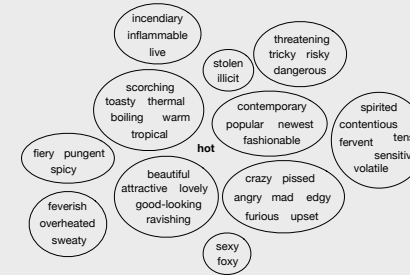 incendiary
inflammable
live
stolen
illicit
threatening
tricky risky
dangerous
scorching
toasty thermal
boiling warm
tropical
contemporary
popular newest
fashionable
spirited
contentious
fervent
volatile
hot
fiery pungent
spicy
beautiful
attractive lovely
good-looking
ravishing
crazy pissed
angry mad edgy
furious upset
feverish
overheated
sweaty
sexy
foxy